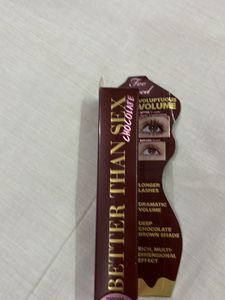 BETTER THAN SEX
CHOCOLATE
Too
VOLUPTUOUS
VOLUME
LONGER
LASHES
DRAMATIC
VOLUME
DEEP
CHOCOLATE
BROWN SHADE
RICH, MULTI-
DIMENSIONAL
EFFECT